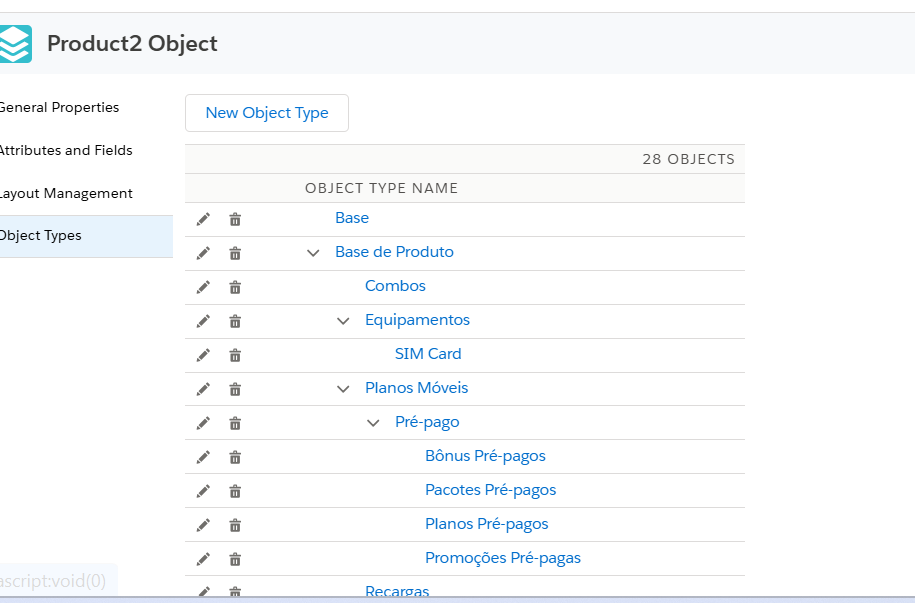 Product2 Object
General Properties
Attributes and Fields
Layout Management
Object Types
New Object Type
28 OBJECTS
OBJECT TYPE NAME
Base
Base de Produto
Combos
Equipamentos
SIM Card
Planos Móveis
Pré-pago
Bônus Pré-pagos
Pacotes Pré-pagos
Planos Pré-pagos
Promoções Pré-pagas
Recargas
ascript:void(0)